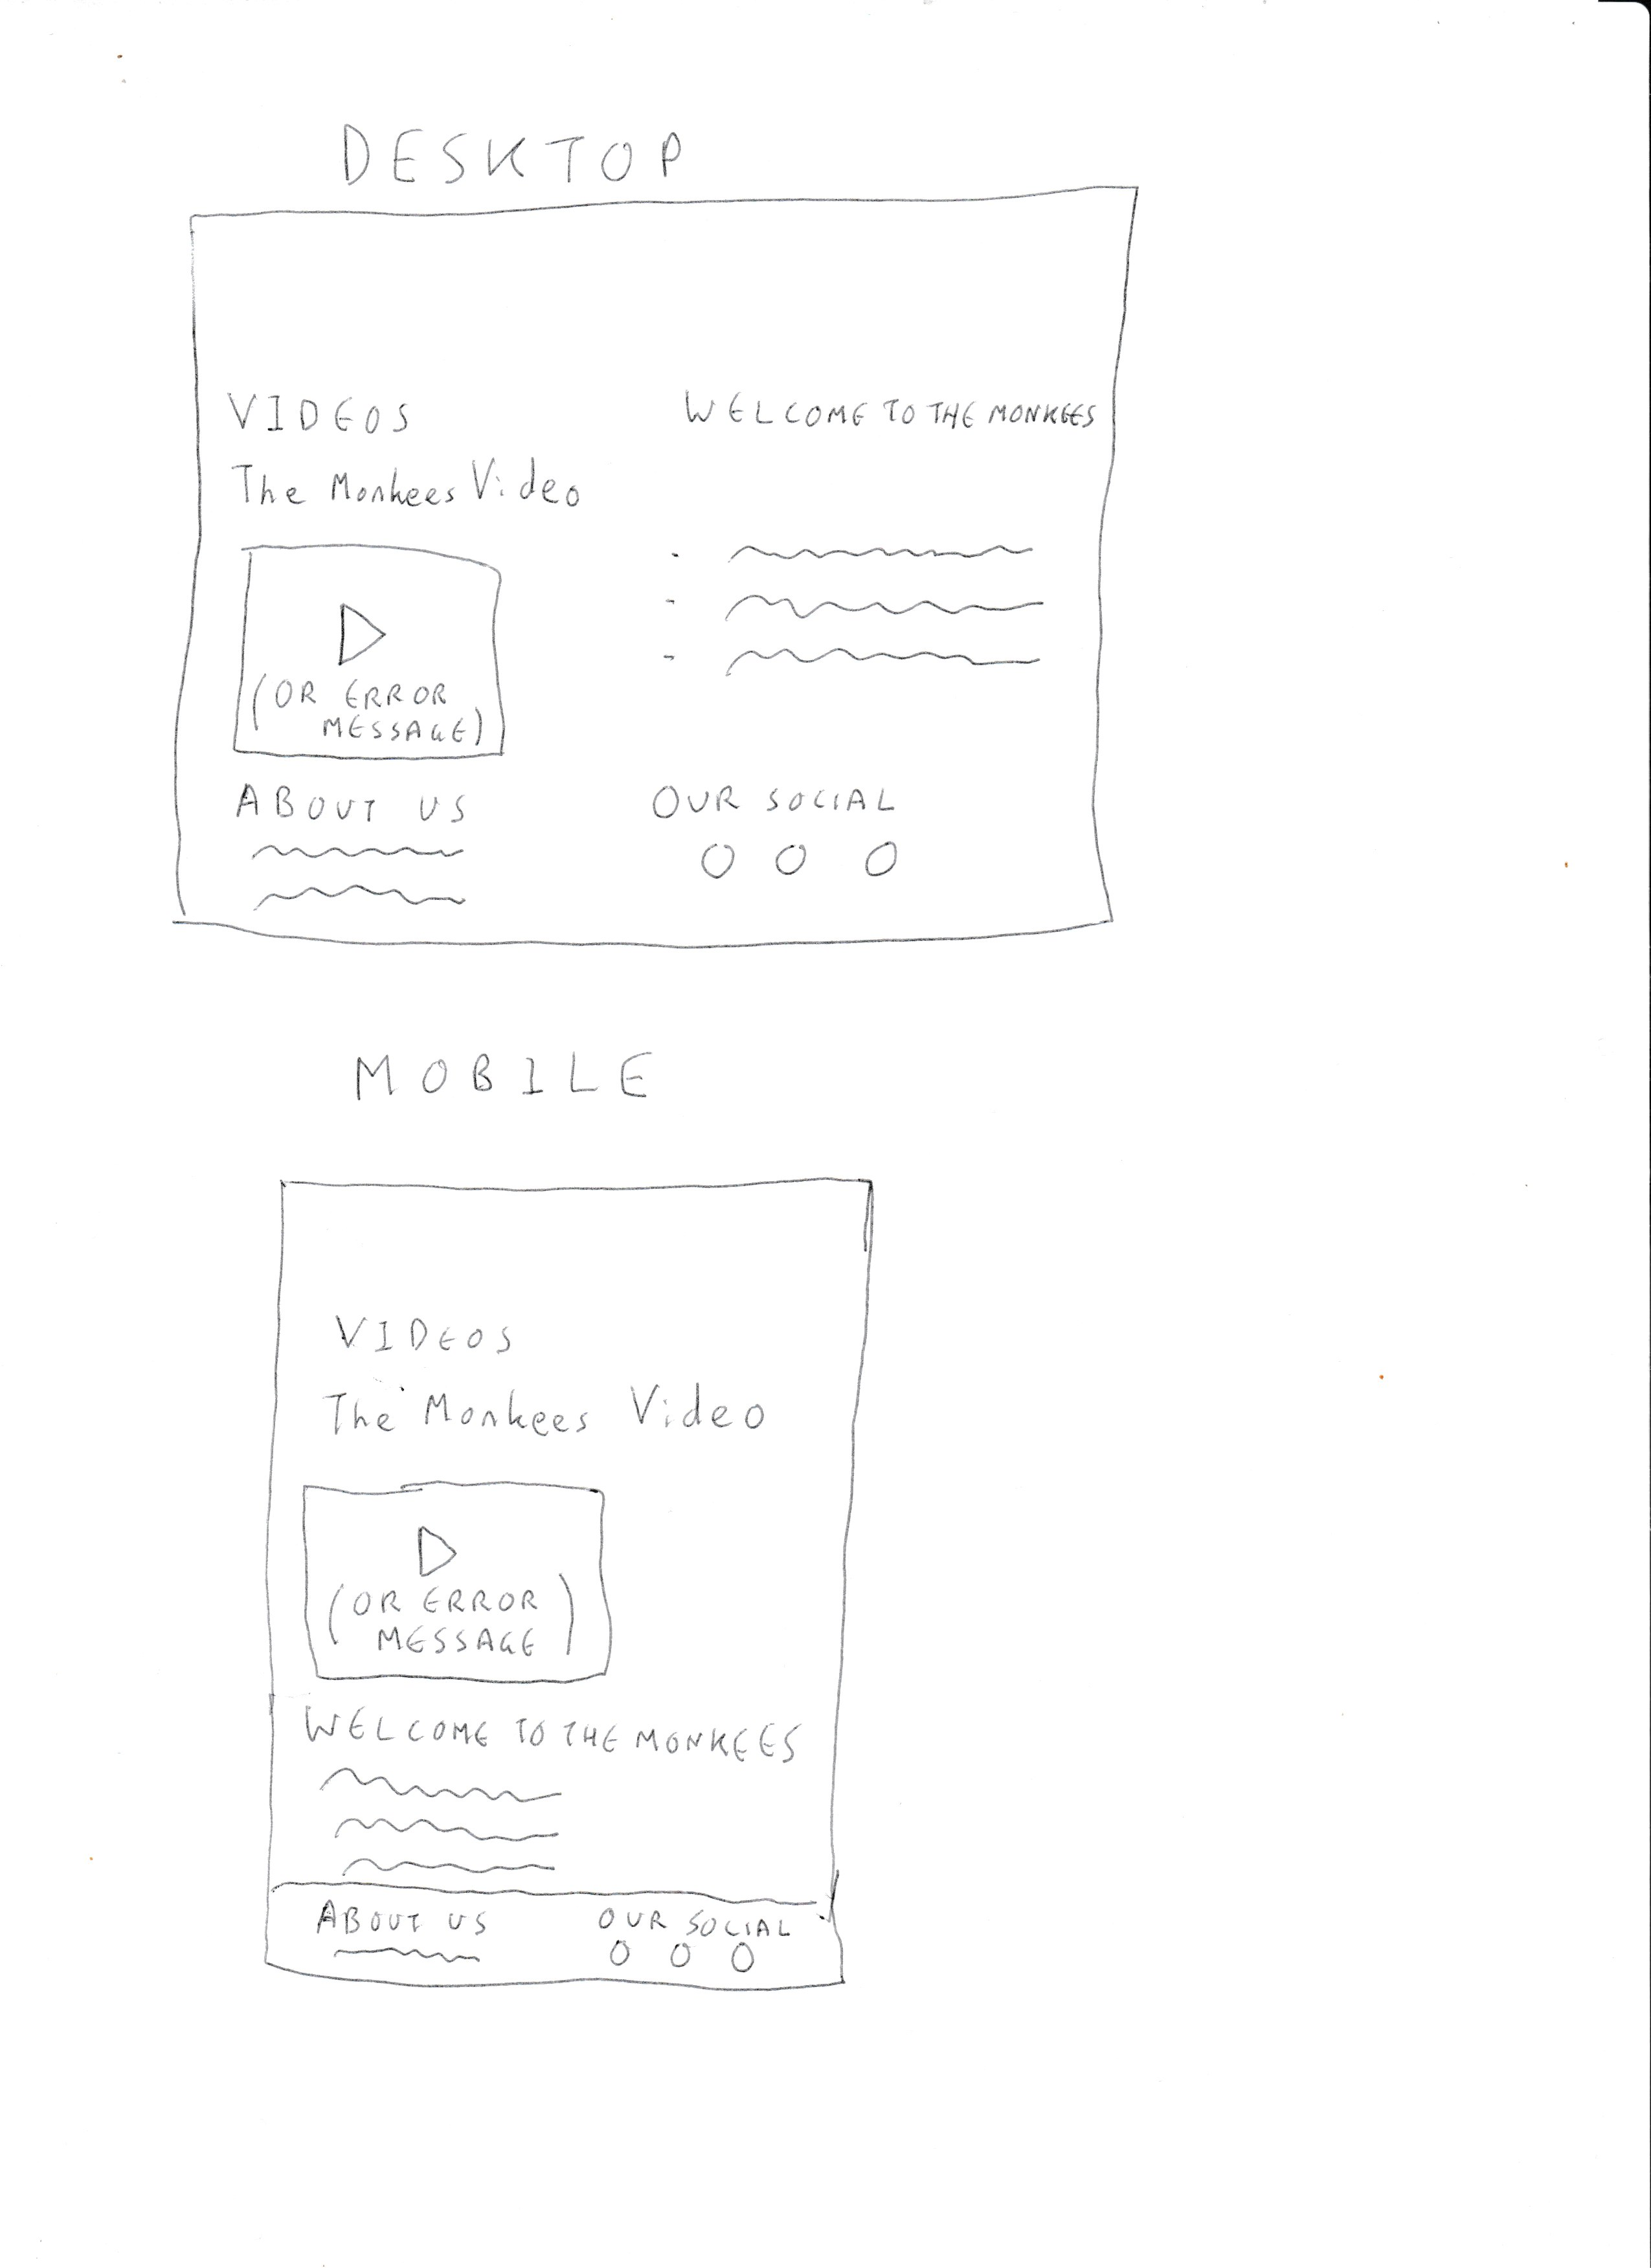 DESKTOP
VIDEOS
WELCOME TO THE MONKEES
The Monkees Video
(OR ERROR
MESSAGE)
ABOUT US
OUR SOCIAL
MOBILE
VIDEOS
The Monkees Video
(OR ERROR
MESSAGE)
WELCOME TO THE MONKEES
ABOUT US
OUR SOCIAL